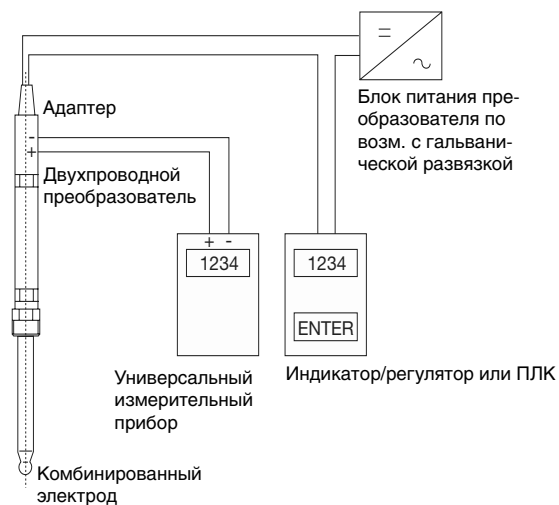 Адаптер
Блок питания пре-
образователя по
возм. с гальвани-
ческой развязкой
-
+
Двухпроводной
преобразователь
+ -
1234
1234
ENTER
Универсальный
измерительный
прибор
Индикатор/регулятор или ПЛК
Комбинированный
электрод